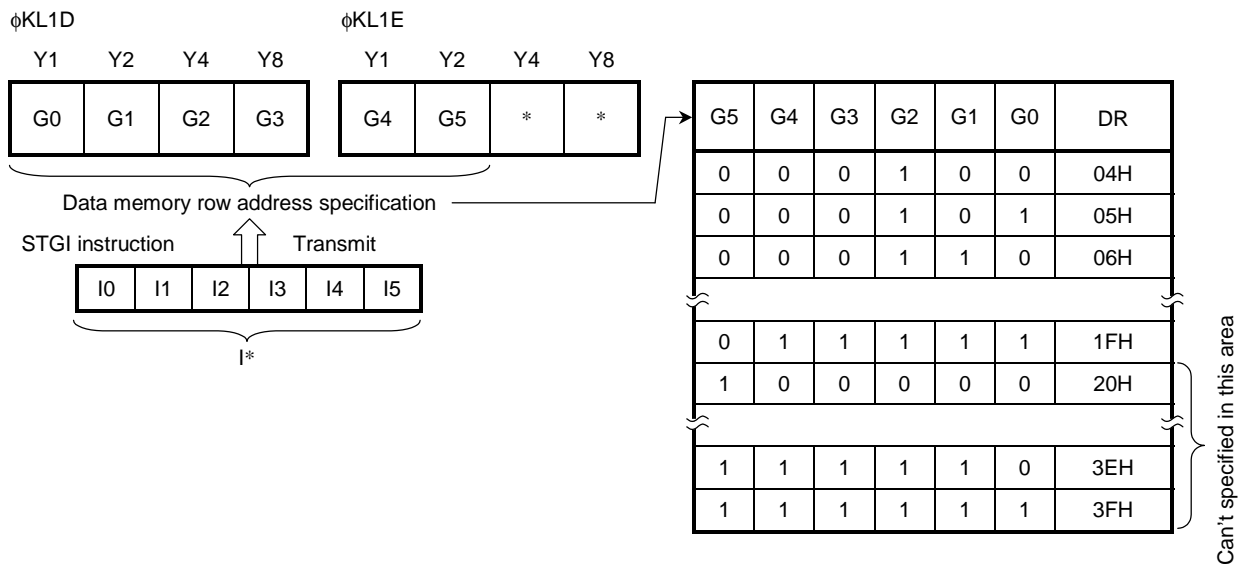 ϕKL1D
Y1 Y2 Y4 Y8
G0 G1 G2 G3
ϕKL1E
Y1 Y2 Y4 Y8
G4 G5 * *
Data memory row address specification
STGI instruction
Transmit
I0 I1 I2 I3 I4 I5
I*
G5 G4 G3 G2 G1 G0 DR
0 0 0 1 0 0 04H
0 0 0 1 0 1 05H
0 0 0 1 1 0 06H
0 1 1 1 1 1 1FH
1 0 0 0 0 0 20H
1 1 1 1 1 0 3EH
1 1 1 1 1 1 3FH
Can't specified in this area